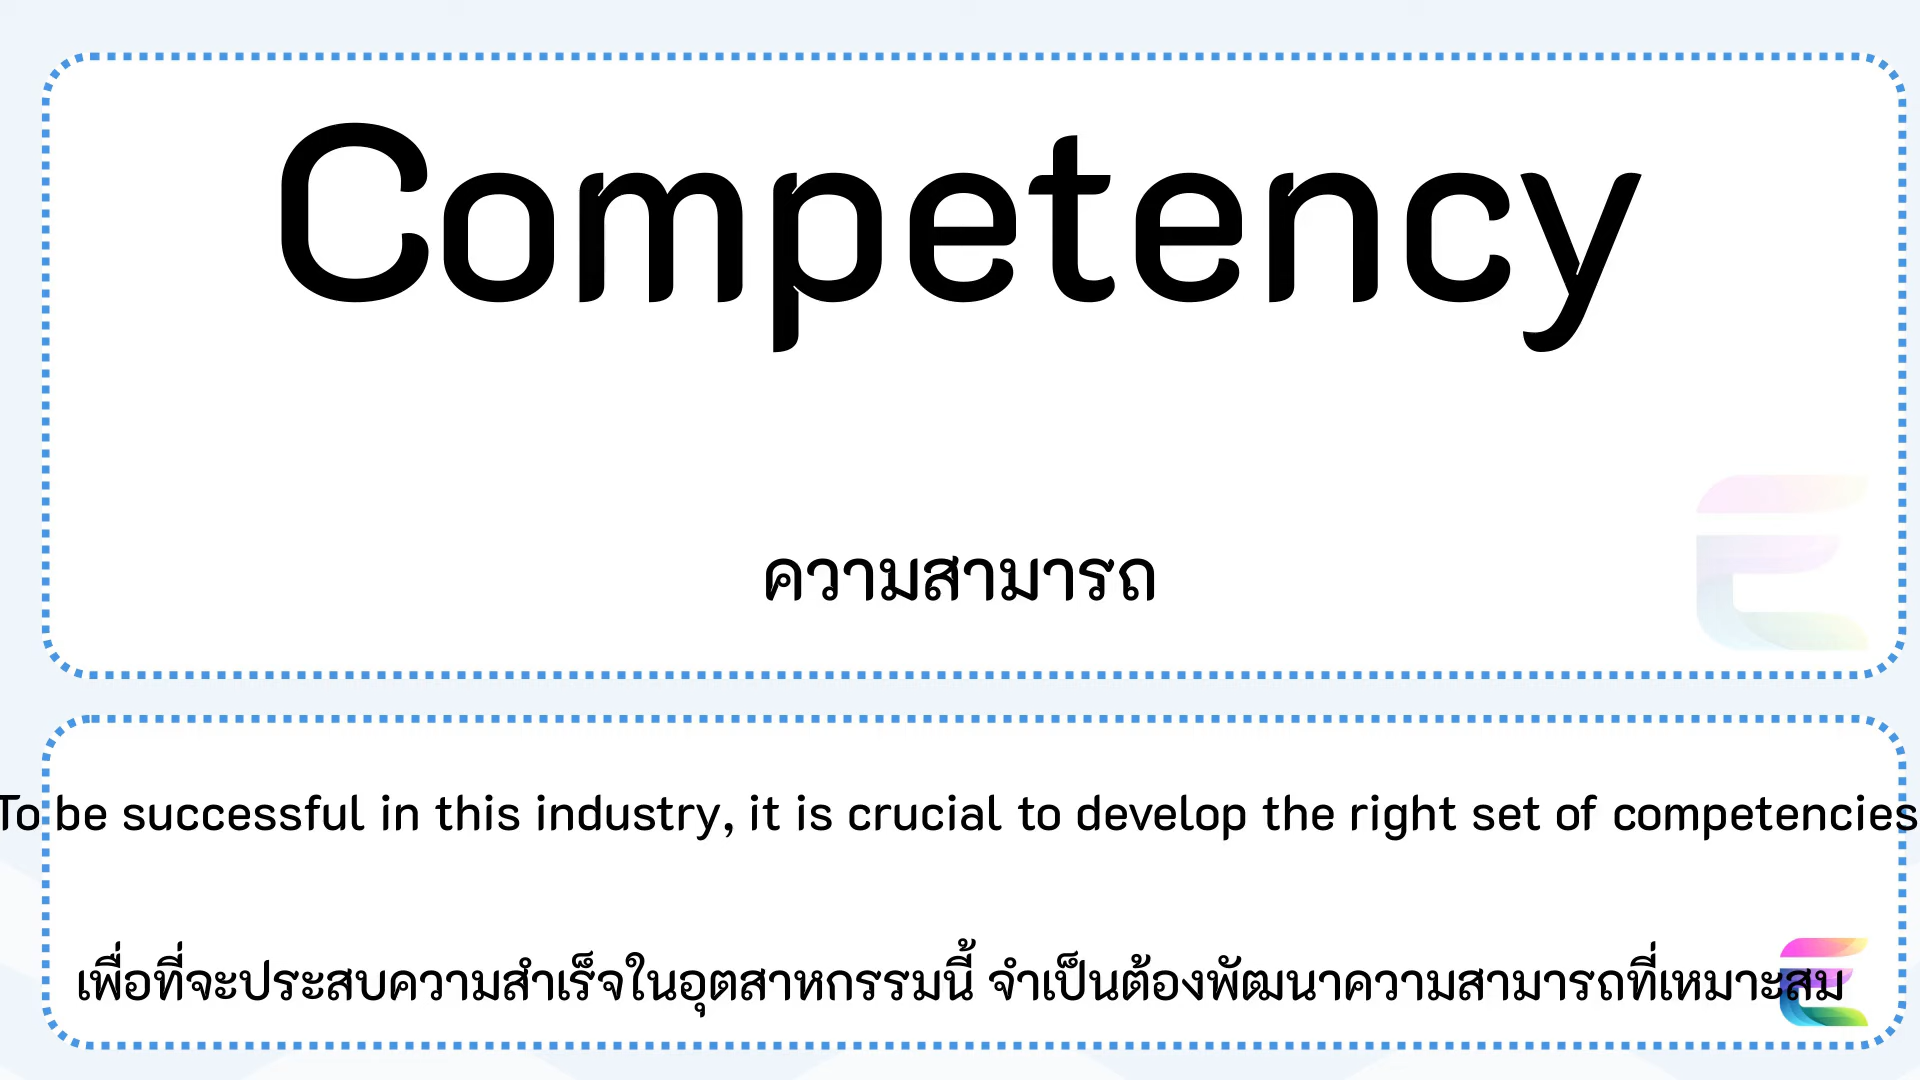 Competency
ความสามารถ
To be successful in this industry, it is crucial to develop the right set of competencies
เพื่อที่จะประสบความสำเร็จในอุตสาหกรรมนี้ จำเป็นต้องพัฒนาความสามารถที่เหมาะสม